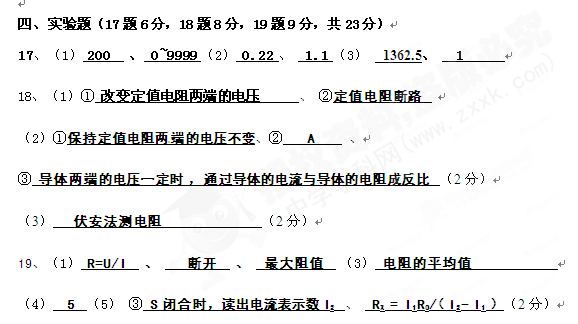 四、实验题（17题6分，18题8分，19题9分，共23分）
17、（1）200、0~9999（2）0.22、1.1（3）1362.5、1
18、（1）①改变定值电阻两端的电压、②定值电阻断路
（2）①保持定值电阻两端的电压不变、②A、
③导体两端的电压一定时，通过导体的电流与导体的电阻成反比（2分）
（3）伏安法测电阻（2分）
19、（1）R=U/I、断开、最大阻值（3）电阻的平均值
（4）5（5）③S闭合时，读出电流表示数I₂、Rₓ=I₁R₀/（I₂-I₁）（2分）